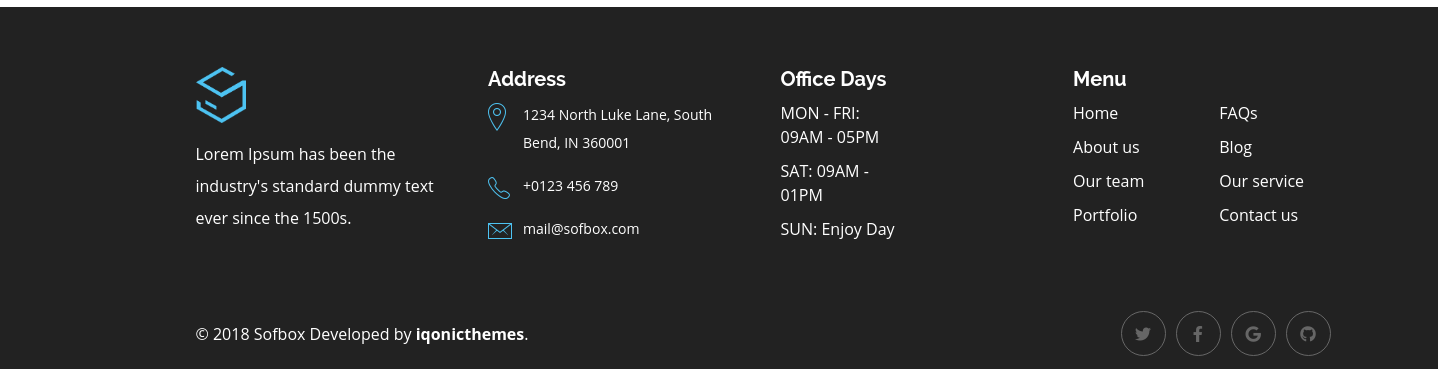 Lorem Ipsum has been the
industry's standard dummy text
ever since the 1500s.
Address
1234 North Luke Lane, South
Bend, IN 360001
+0123 456 789
mail@sofbox.com
Office Days
MON - FRI:
09AM - 05PM
SAT: 09AM -
01PM
SUN: Enjoy Day
Menu
Home
About us
Our team
Portfolio
FAQs
Blog
Our service
Contact us
© 2018 Sofbox Developed by iqonicthemes.